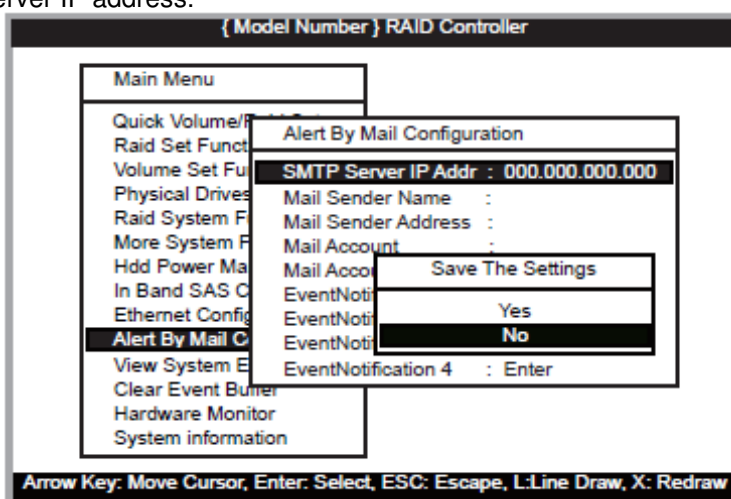 erver IP address.
{ Model Number } RAID Controller
Main Menu
Quick Volume/
Raid Set Funct
Volume Set Fu
Physical Drives
Raid System F
More System F
Hdd Power Ma
In Band SAS C
Ethernet Config
Alert By Mail C
View System E
Clear Event Buffer
Hardware Monitor
System information
Alert By Mail Configuration
SMTP Server IP Addr : 000.000.000.000
Mail Sender Name :
Mail Sender Address :
Mail Account :
Mail Accou
EventNotif
EventNotif
EventNotif
EventNotification 4 : Enter
Save The Settings
Yes
No
Arrow Key: Move Cursor, Enter: Select, ESC: Escape, L:Line Draw, X: Redraw